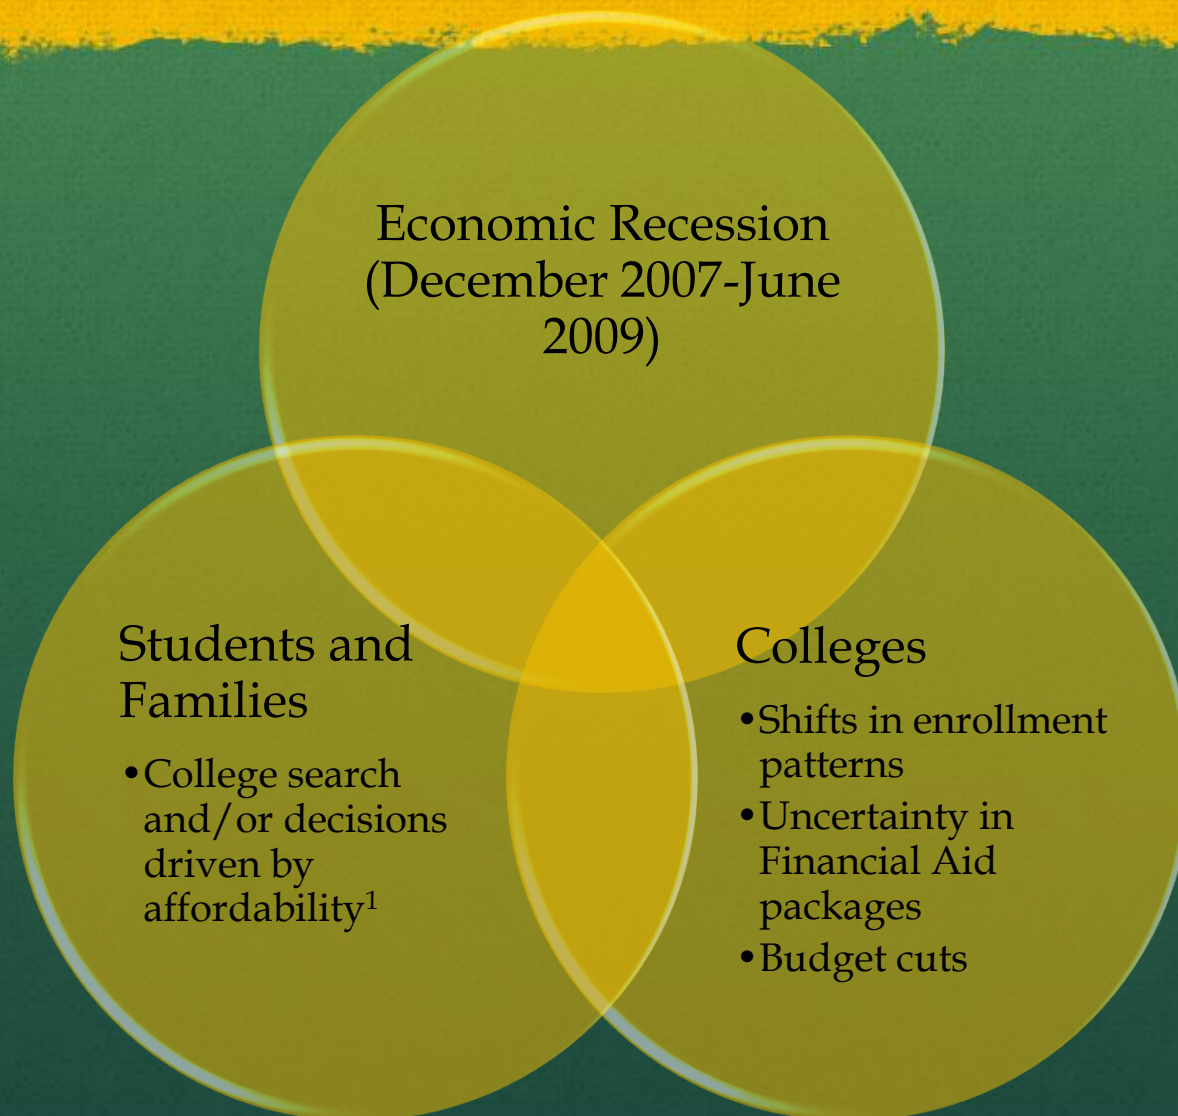 Economic Recession
(December 2007-June
2009)
Students and
Families
•College search
and/or decisions
driven by
affordability¹
Colleges
•Shifts in enrollment
patterns
•Uncertainty in
Financial Aid
packages
•Budget cuts